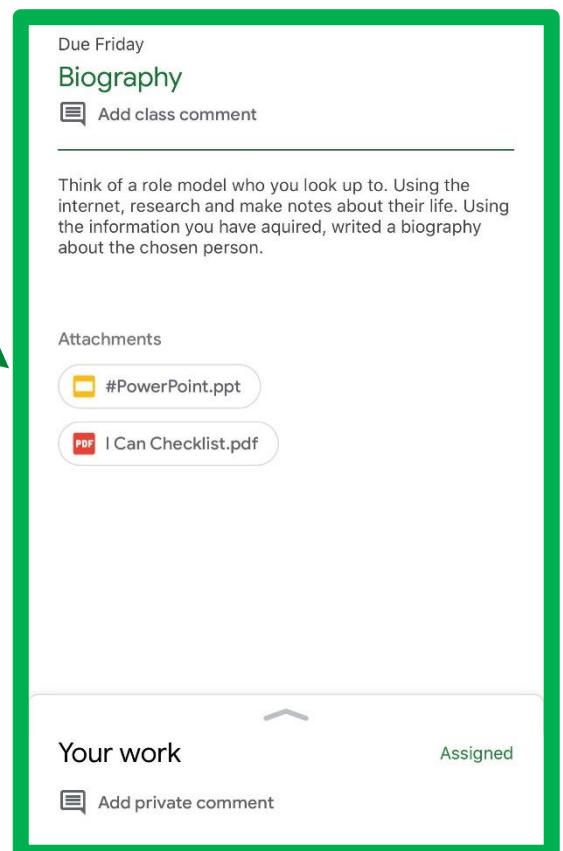 Due Friday
Biography
Add class comment
Think of a role model who you look up to. Using the
internet, research and make notes about their life. Using
the information you have aquired, writed a biography
about the chosen person.
Attachments
#PowerPoint.ppt
PDF I Can Checklist.pdf
Your work Assigned
Add private comment